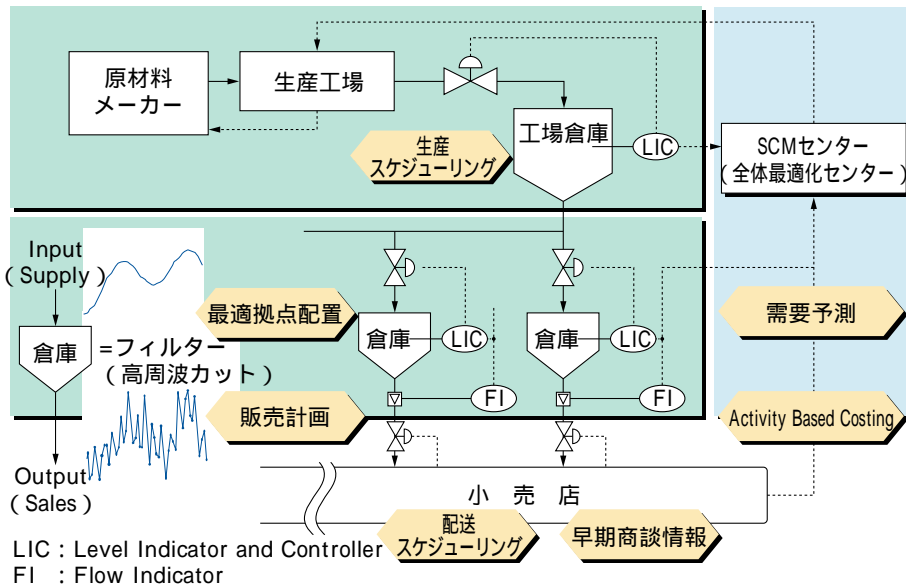 原材料
メーカー
生産工場
工場倉庫
LIC
生産
スケジューリング
SCMセンター
(全体最適化センター)
Input
(Supply)
倉庫
=フィルター
(高周波カット)
Output
(Sales)
最適拠点配置
倉庫
LIC
倉庫
LIC
FI
FI
販売計画
需要予測
Activity Based Costing
小売店
配送
スケジューリング
早期商談情報
LIC : Level Indicator and Controller
FI : Flow Indicator